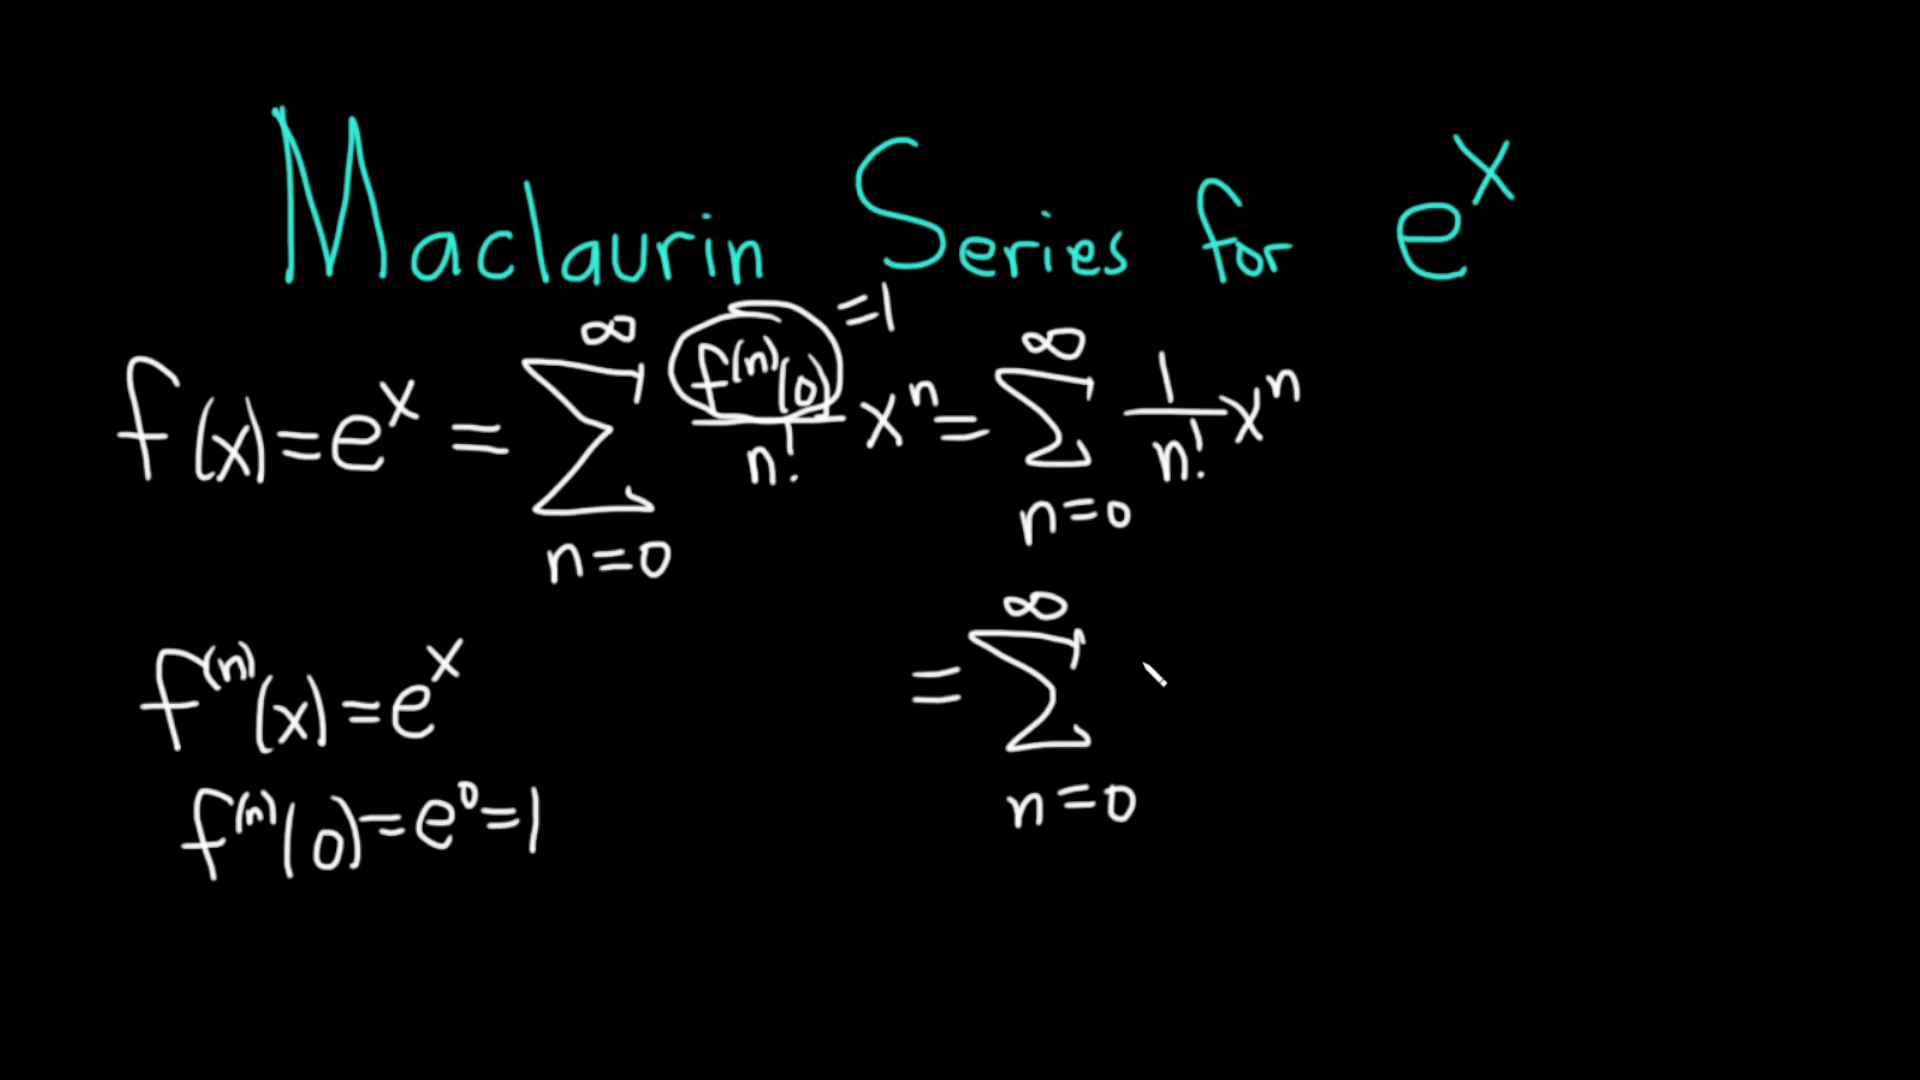 Maclaurin Series for e^x
f(x) = e^x = ∑_{n=0}^{∞} f^{(n)}(0)/n! x^n = ∑_{n=0}^{∞} 1/n! x^n
=1
= ∑_{n=0}^{∞}
f^{(n)}(x) = e^x
f^{(n)}(0) = e^0 = 1